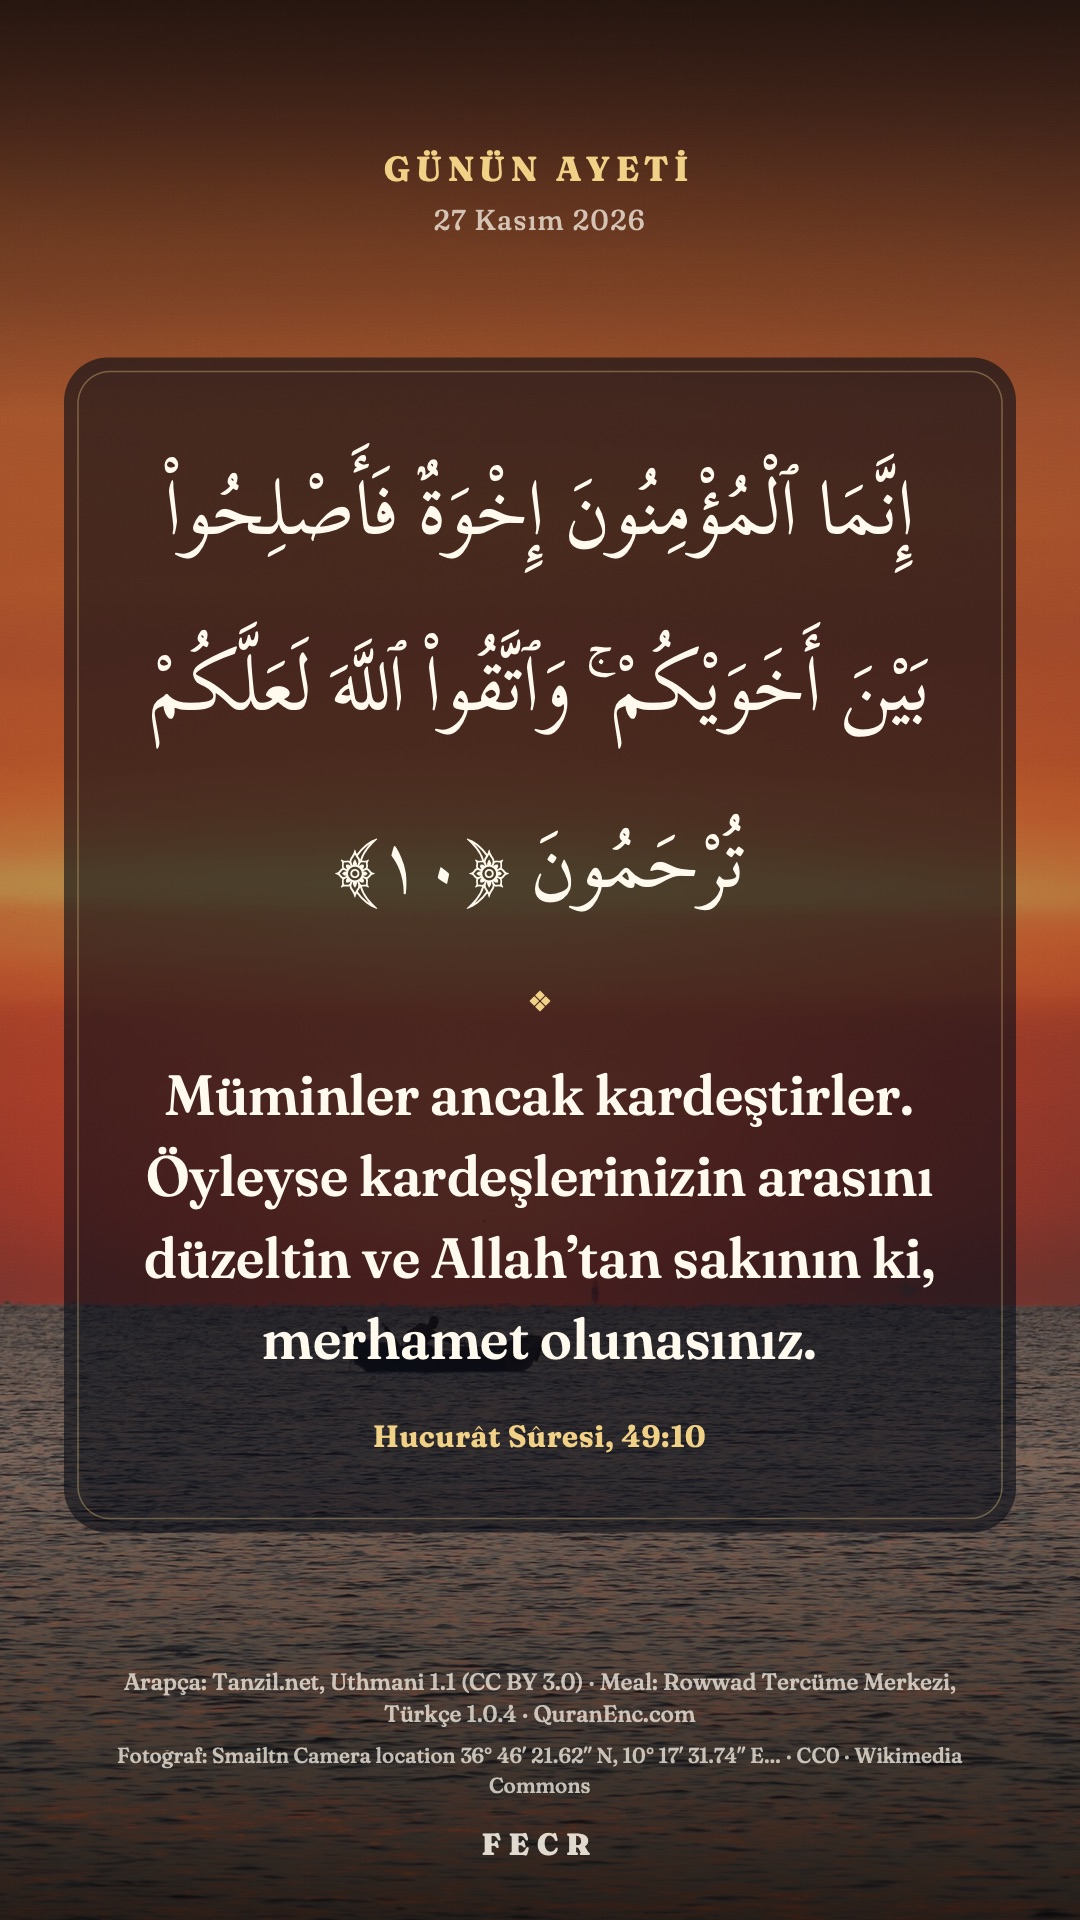 GÜNÜN AYETİ
27 Kasım 2026
إِنَّمَا ٱلْمُؤْمِنُونَ إِخْوَةٌ فَأَصْلِحُوا۟
بَيْنَ أَخَوَيْكُمْ ۚ وَٱتَّقُوا۟ ٱللَّهَ لَعَلَّكُمْ
تُرْحَمُونَ ﴿١٠﴾
Müminler ancak kardeştirler.
Öyleyse kardeşlerinizin arasını
düzeltin ve Allah’tan sakının ki,
merhamet olunasınız.
Hucurât Sûresi, 49:10
Arapça: Tanzil.net, Uthmani 1.1 (CC BY 3.0) · Meal: Rowwad Tercüme Merkezi,
Türkçe 1.0.4 · QuranEnc.com
Fotoğraf: Smailtn Camera location 36° 46′ 21.62″ N, 10° 17′ 31.74″ E… · CC0 · Wikimedia
Commons
FECR